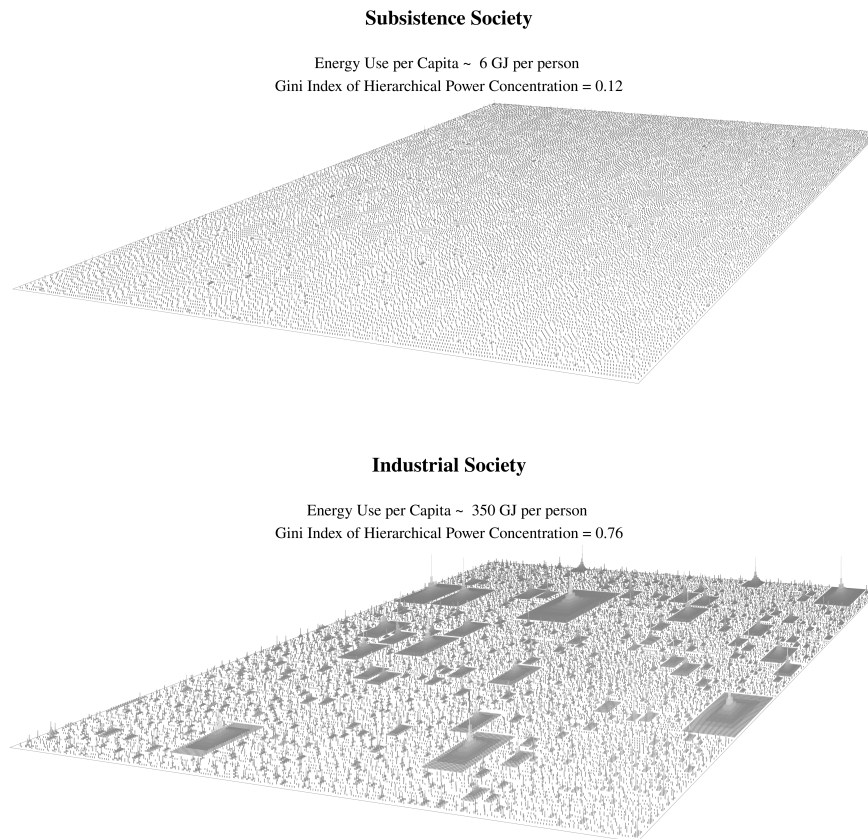 Subsistence Society
Energy Use per Capita ~ 6 GJ per person
Gini Index of Hierarchical Power Concentration = 0.12
Industrial Society
Energy Use per Capita ~ 350 GJ per person
Gini Index of Hierarchical Power Concentration = 0.76